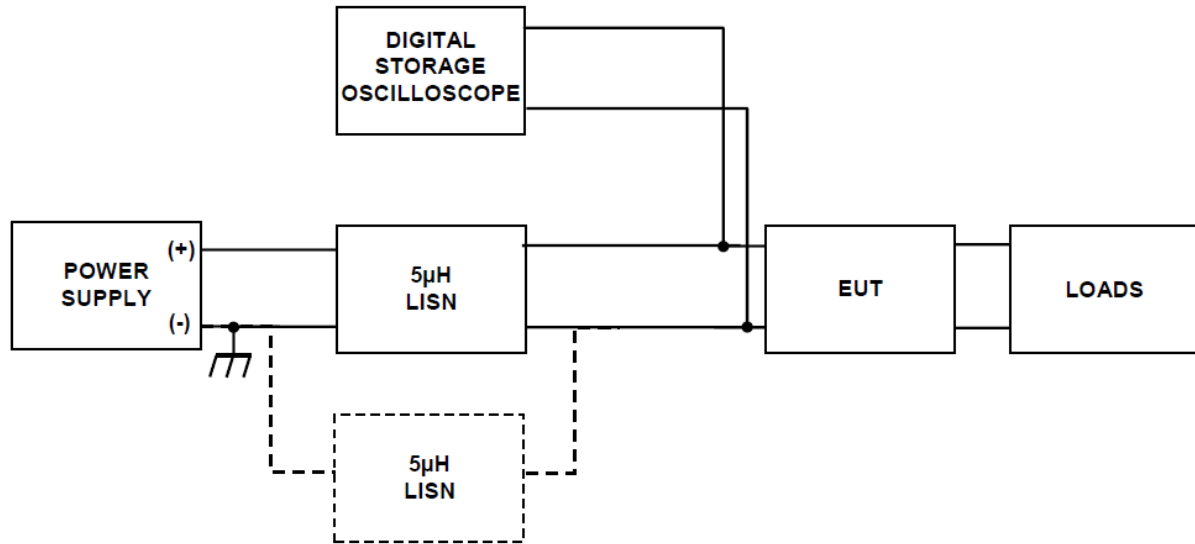 DIGITAL
STORAGE
OSCILLOSCOPE
POWER
SUPPLY
(+)
(-)
5µH
LISN
EUT
LOADS
5µH
LISN